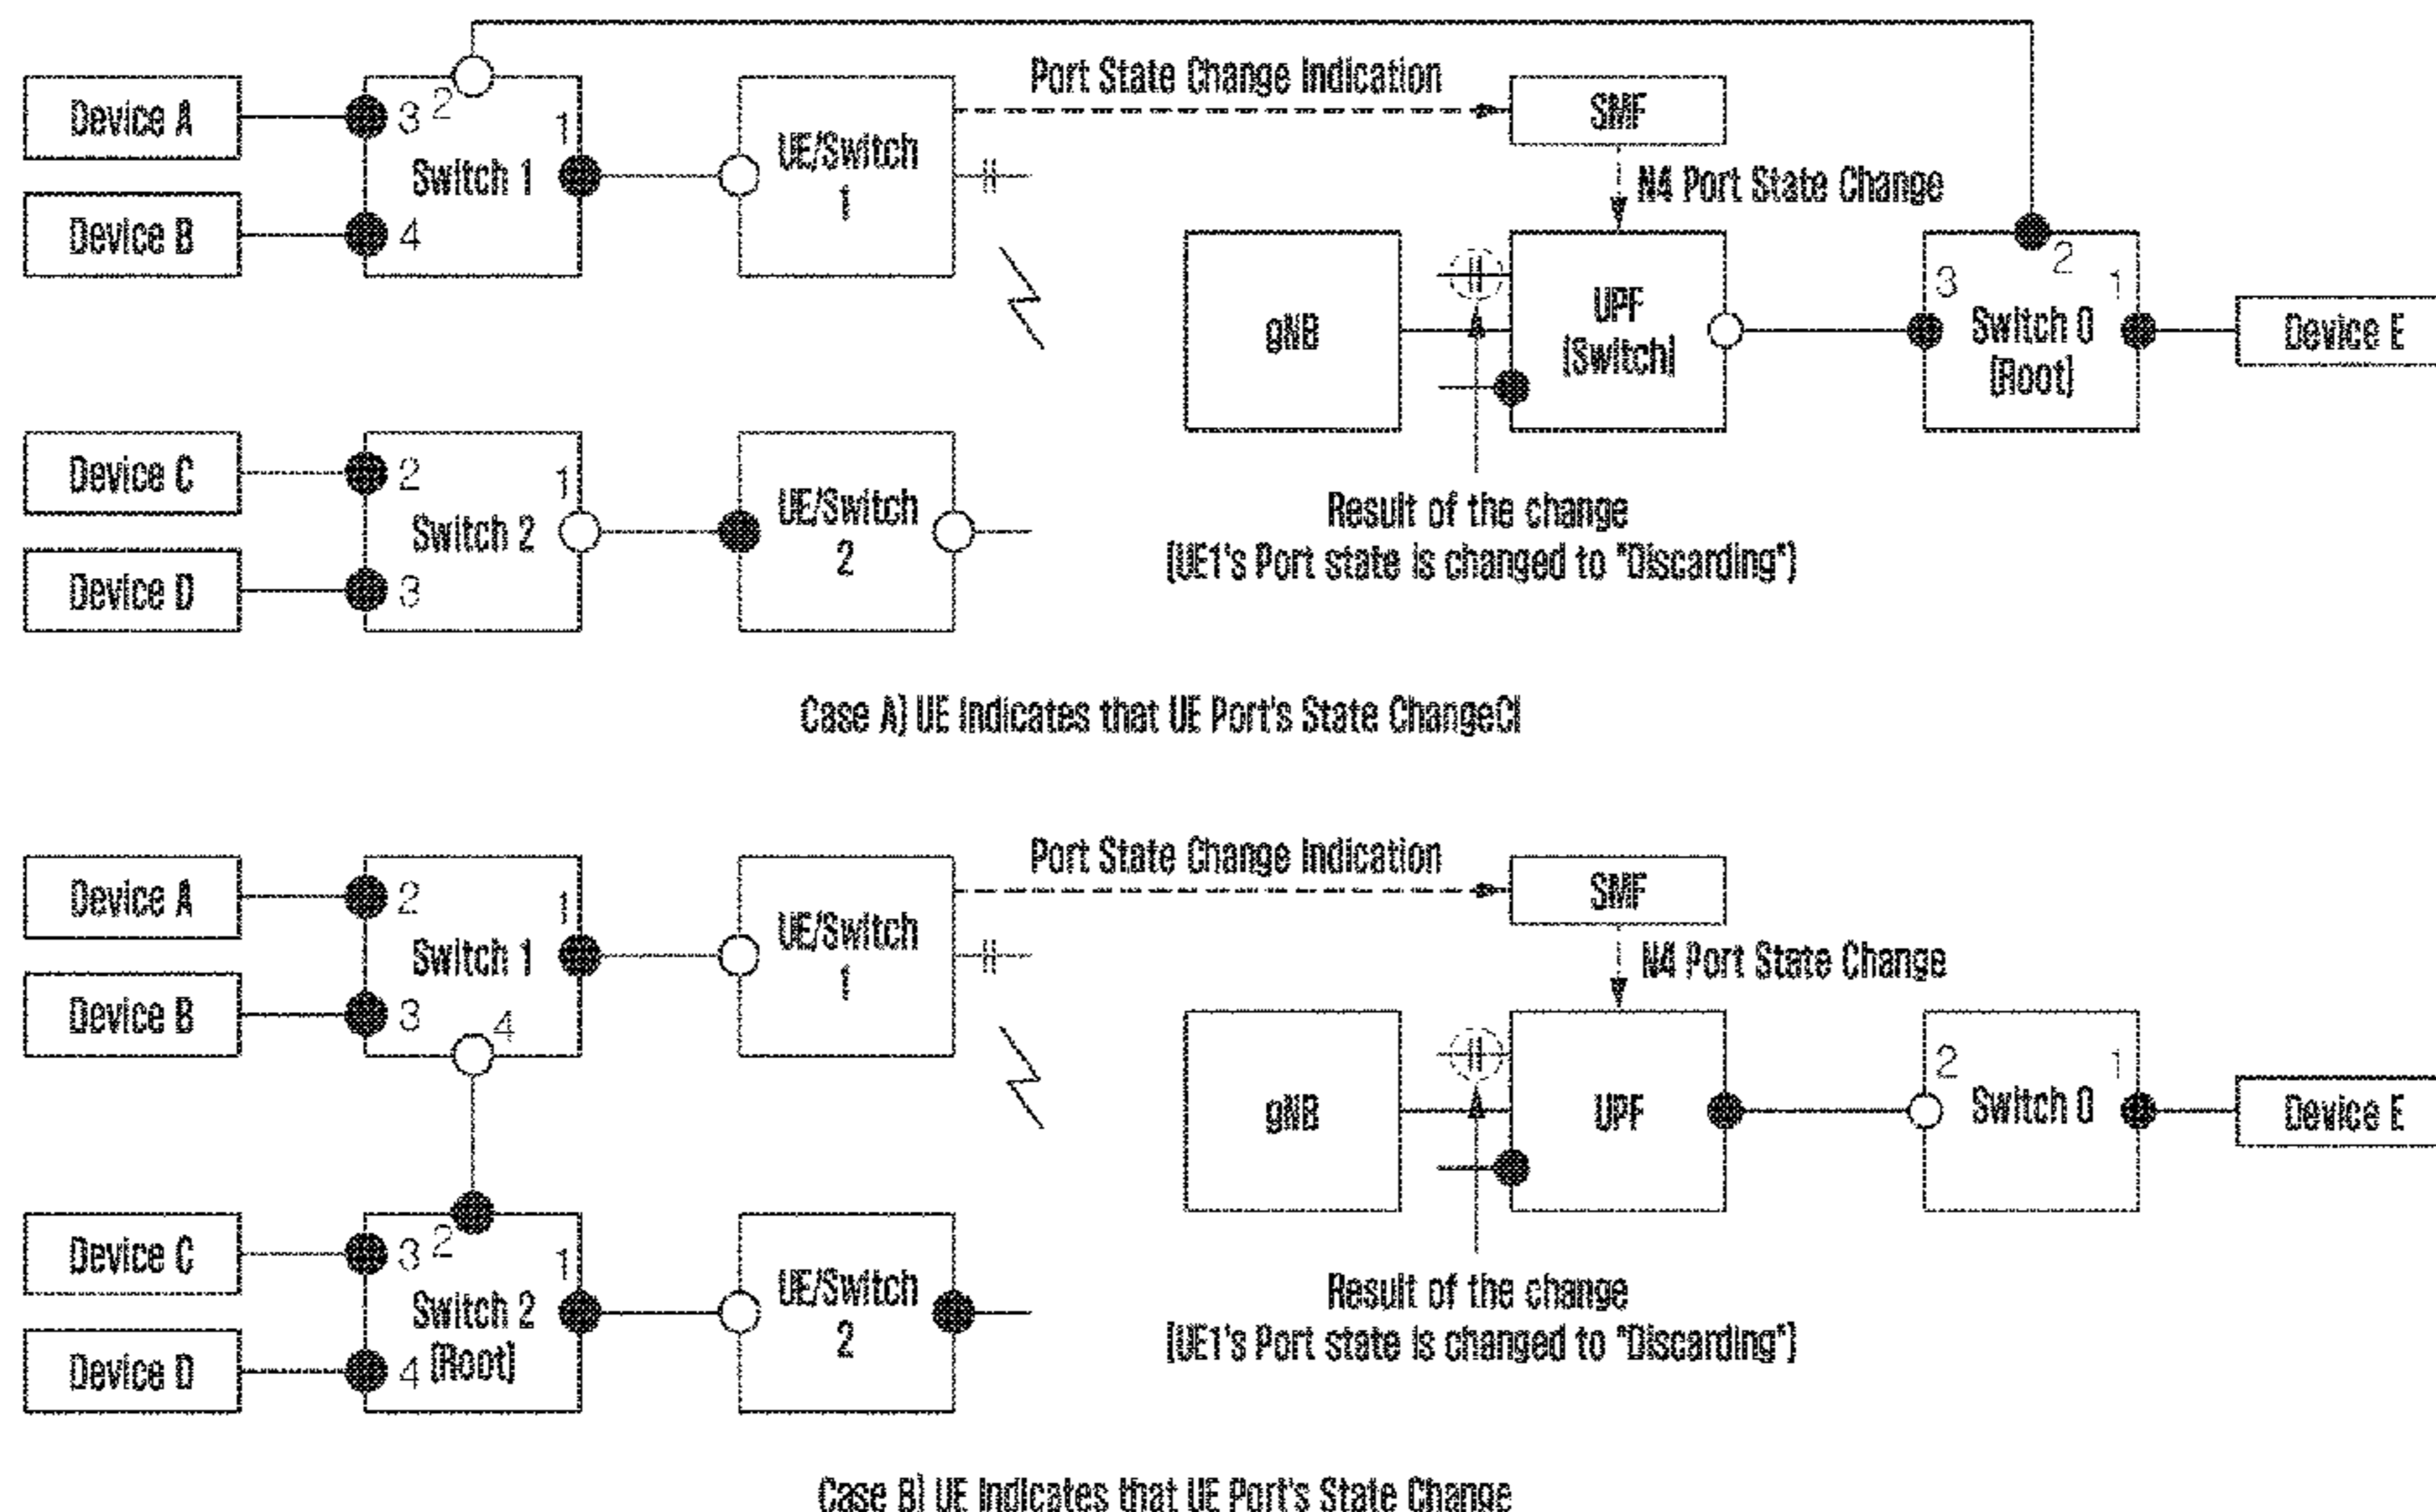 Port State Change Indication
Device A
3
2
1
Switch 1
UE/Switch
1
SMF
N4 Port State Change
Device B
4
gNB
UPF
(Switch)
3
2
1
Switch 0
(Root)
Device E
Device C
2
1
Switch 2
UE/Switch
2
Device D
3
Result of the change
(UE1's Port state is changed to "Discarding")
Case A) UE Indicates that UE Port's State ChangeCI
Port State Change Indication
Device A
2
1
Switch 1
UE/Switch
1
SMF
N4 Port State Change
Device B
3
4
gNB
UPF
2
1
Switch 0
Device E
Device C
3
2
1
Switch 2
(Root)
UE/Switch
2
Device D
4
Result of the change
(UE1's Port state is changed to "Discarding")
Case B) UE Indicates that UE Port's State Change